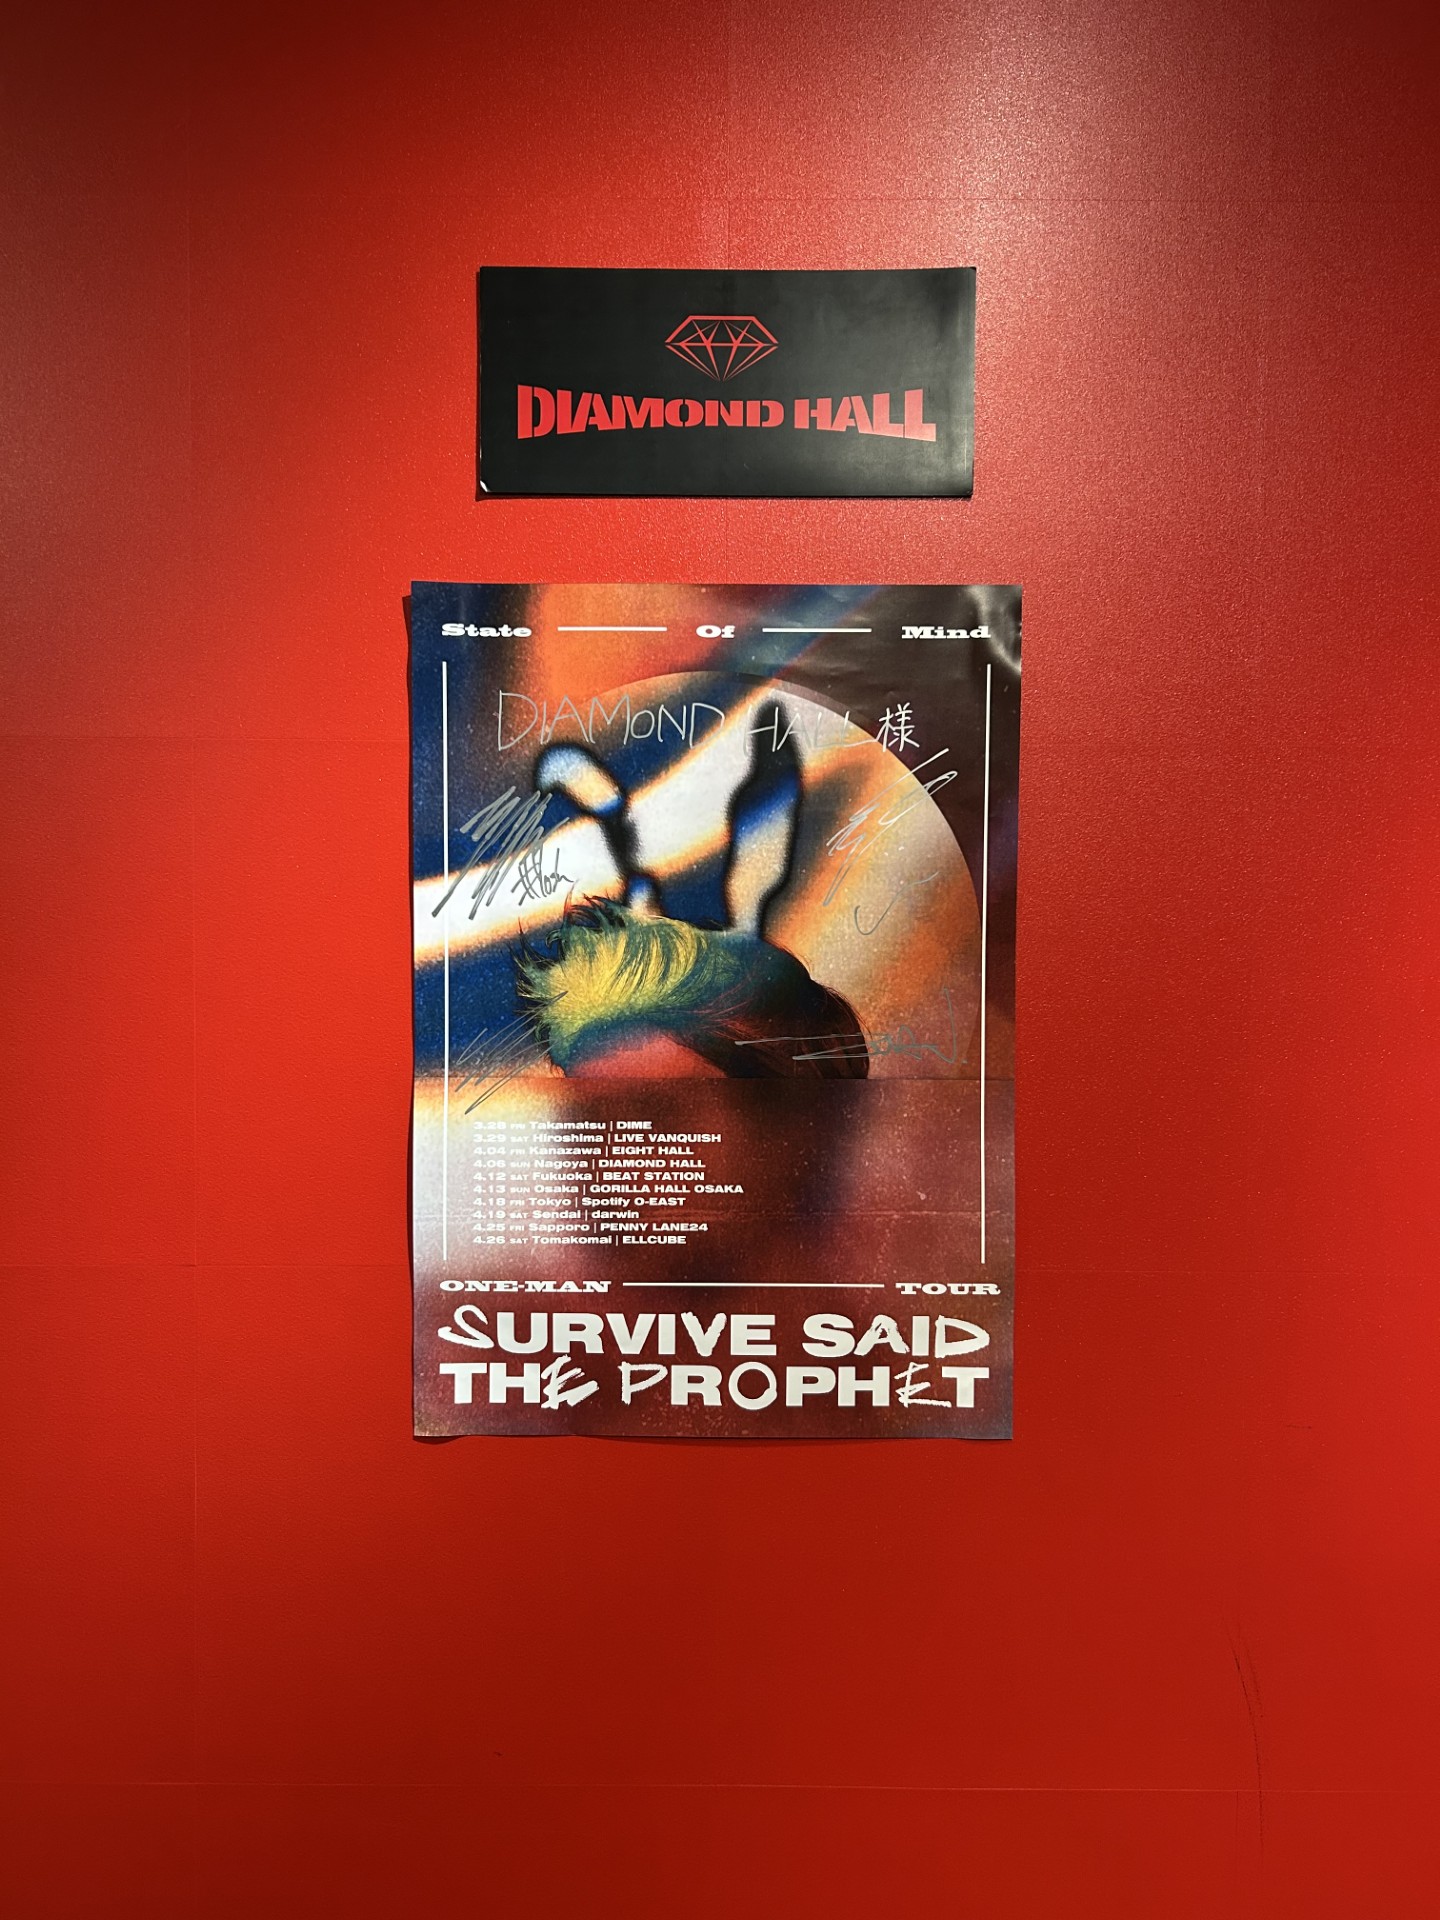 DIAMOND HALL
State Of Mind
DIAMOND HALL 様
#Yosh
3.28 FRI Takamatsu | DIME
3.29 SAT Hiroshima | LIVE VANQUISH
4.04 FRI Kanazawa | EIGHT HALL
4.06 SUN Nagoya | DIAMOND HALL
4.12 SAT Fukuoka | BEAT STATION
4.13 SUN Osaka | GORILLA HALL OSAKA
4.18 FRI Tokyo | Spotify O-EAST
4.19 SAT Sendai | darwin
4.25 FRI Sapporo | PENNY LANE24
4.26 SAT Tomakomai | ELLCUBE
ONE-MAN TOUR
SURVIVE SAID
THE PROPHET